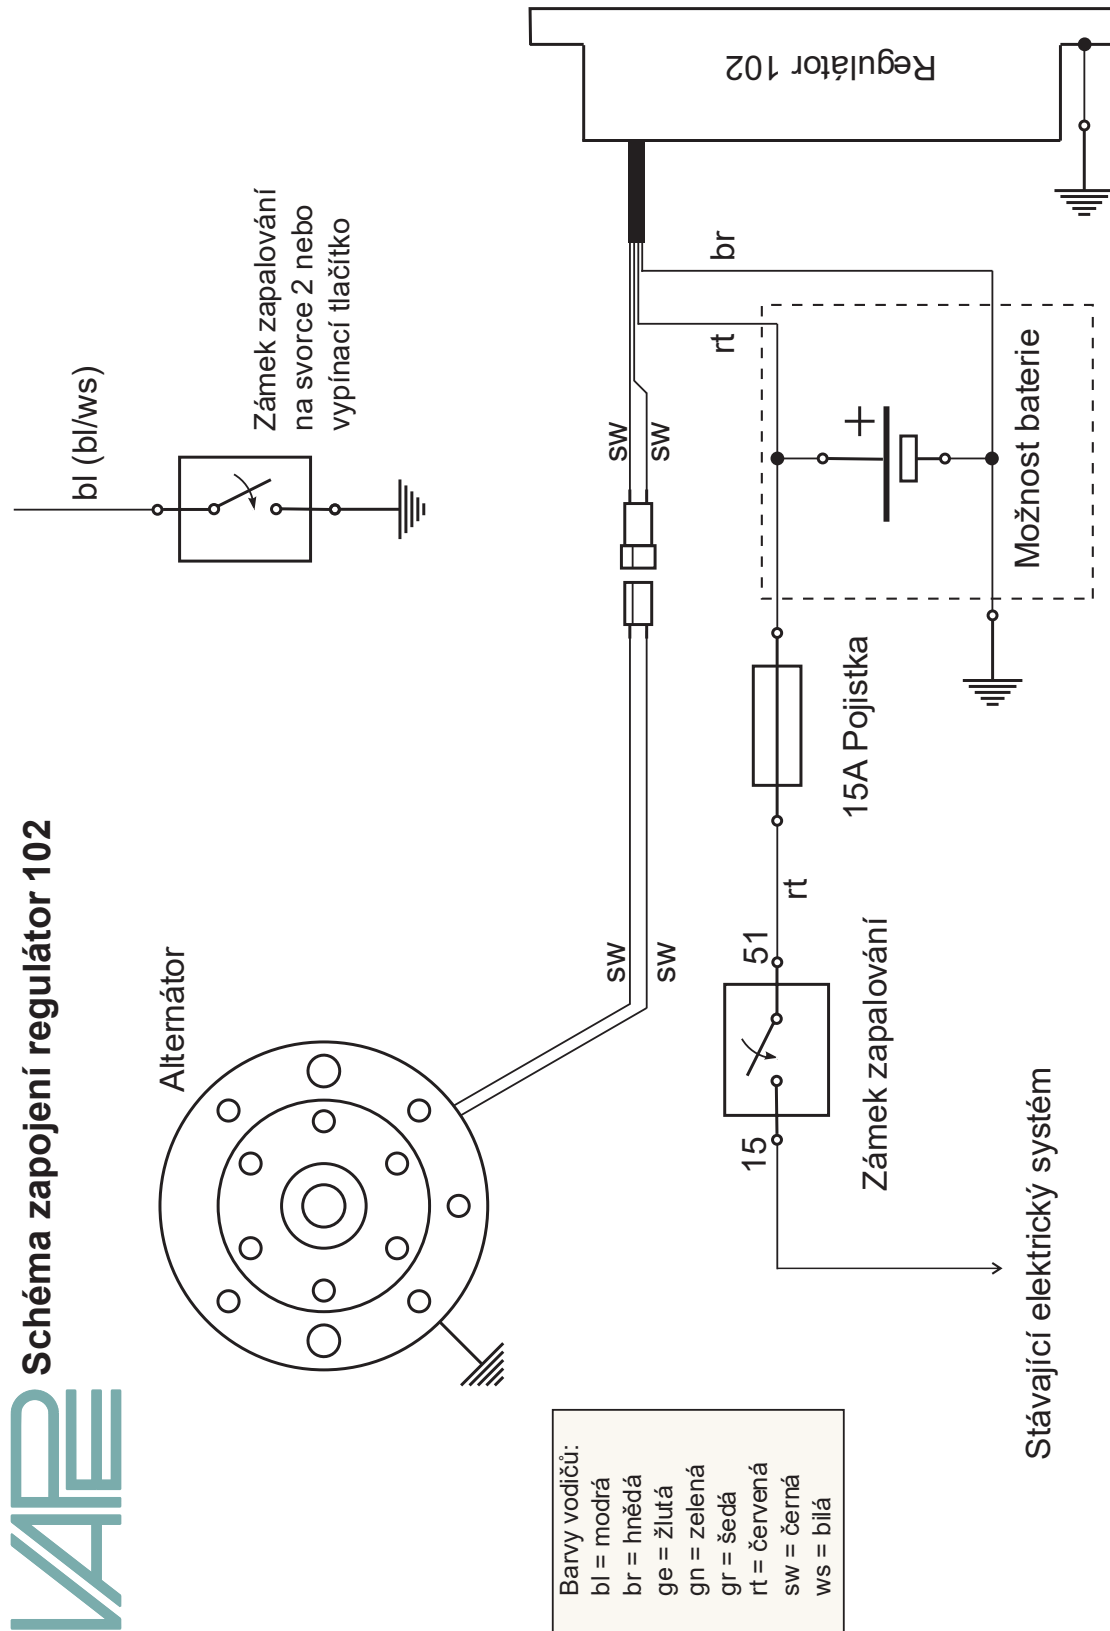 VAPE
Schéma zapojení regulátor 102
Alternátor
bl (bl/ws)
Zámek zapalování
na svorce 2 nebo
vypínací tlačítko
Regulátor 102
sw
sw
sw
sw
rt
br
15
51
rt
Zámek zapalování
15A Pojistka
+
Možnost baterie
Stávající elektrický systém
Barvy vodičů:
bl = modrá
br = hnědá
ge = žlutá
gn = zelená
gr = šedá
rt = červená
sw = černá
ws = bílá